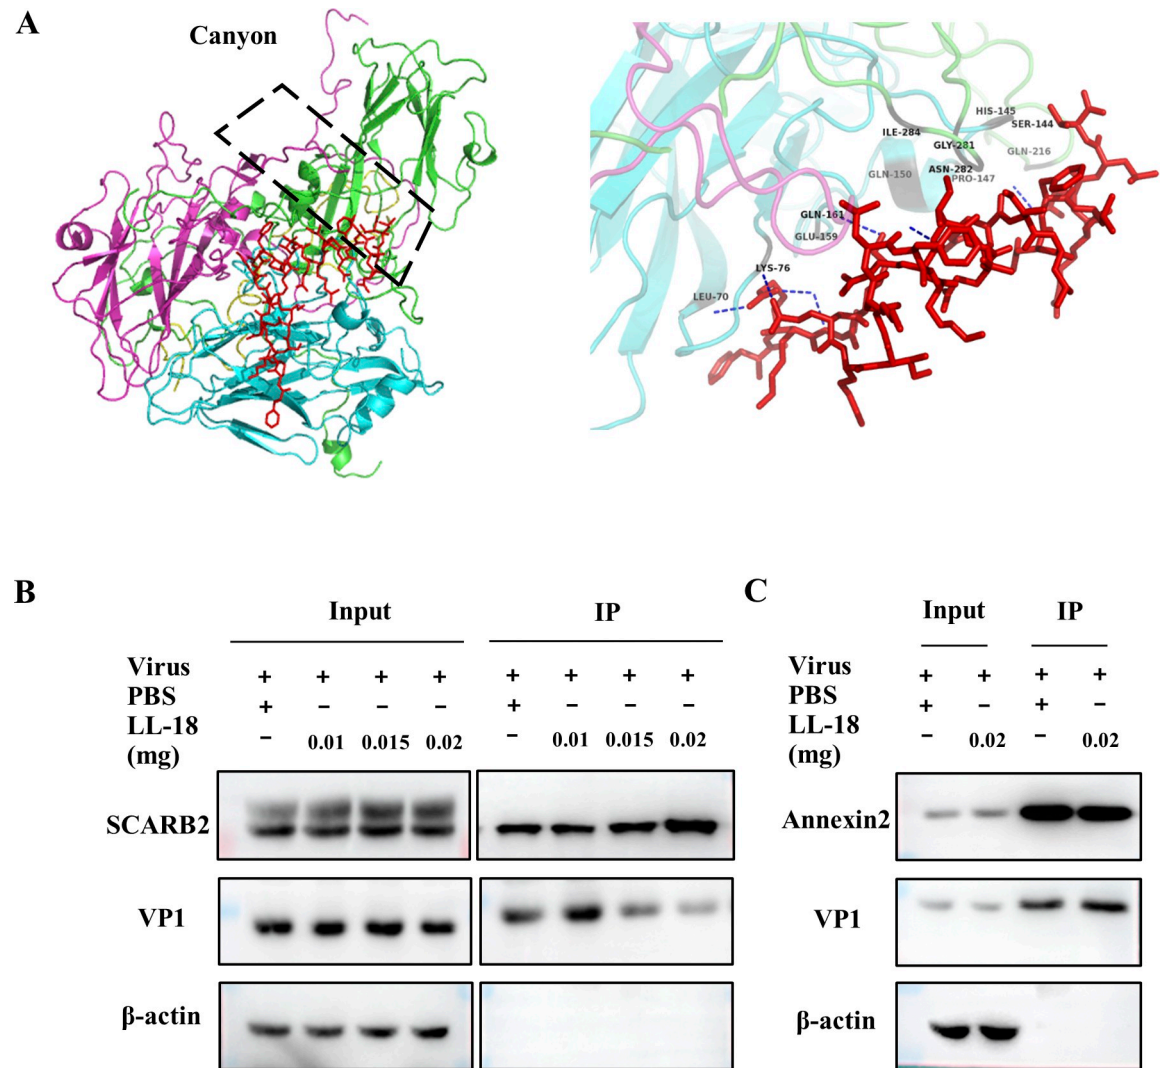 A
Canyon
HIS-145
SER-144
ILE-284
GLY-281
GLN-216
GLN-150
ASN-282
PRO-147
GLN-161
GLU-159
LYS-76
LEU-70
B
Input IP
Virus + + + + + + + +
PBS + – – – + – – –
LL-18
(mg) – 0.01 0.015 0.02 – 0.01 0.015 0.02
SCARB2
VP1
β-actin
C
Input IP
Virus + + + +
PBS + – + –
LL-18
(mg) – 0.02 – 0.02
Annexin2
VP1
β-actin